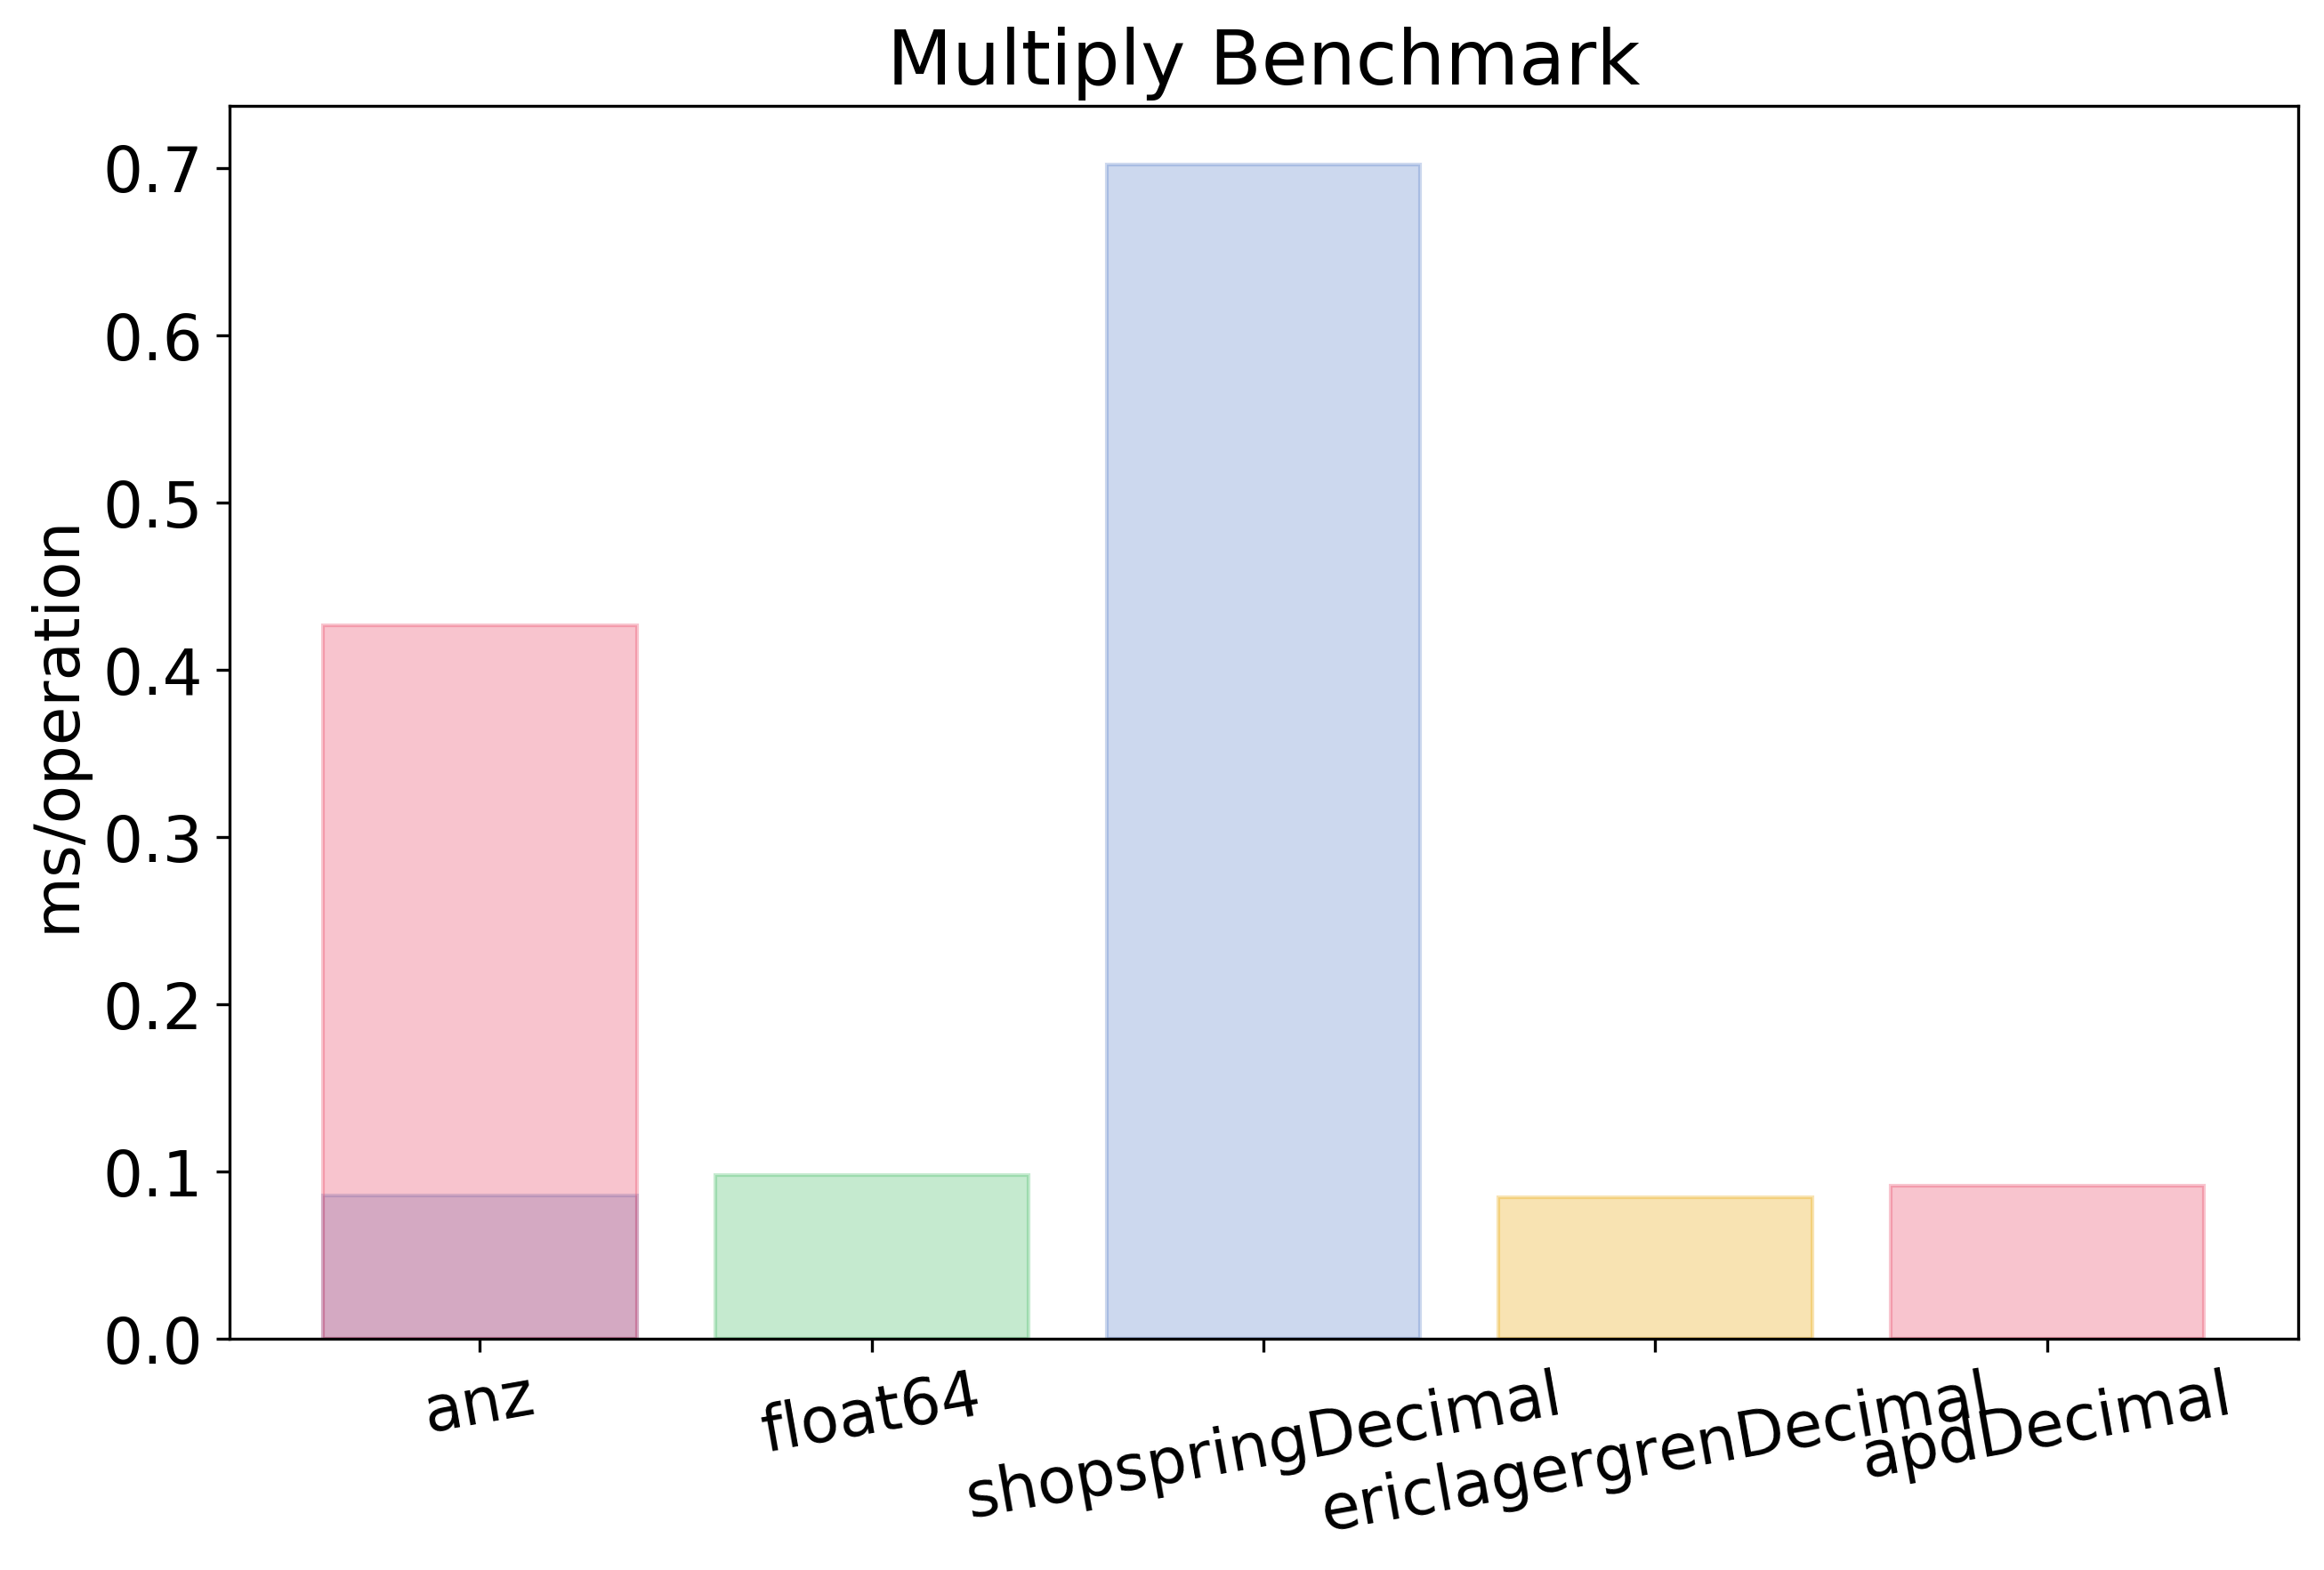 Multiply Benchmark
ms/operation
0.7
0.6
0.5
0.4
0.3
0.2
0.1
0.0
anz
float64
shopspringDecimal
ericlagergrenDecimal
apdDecimal